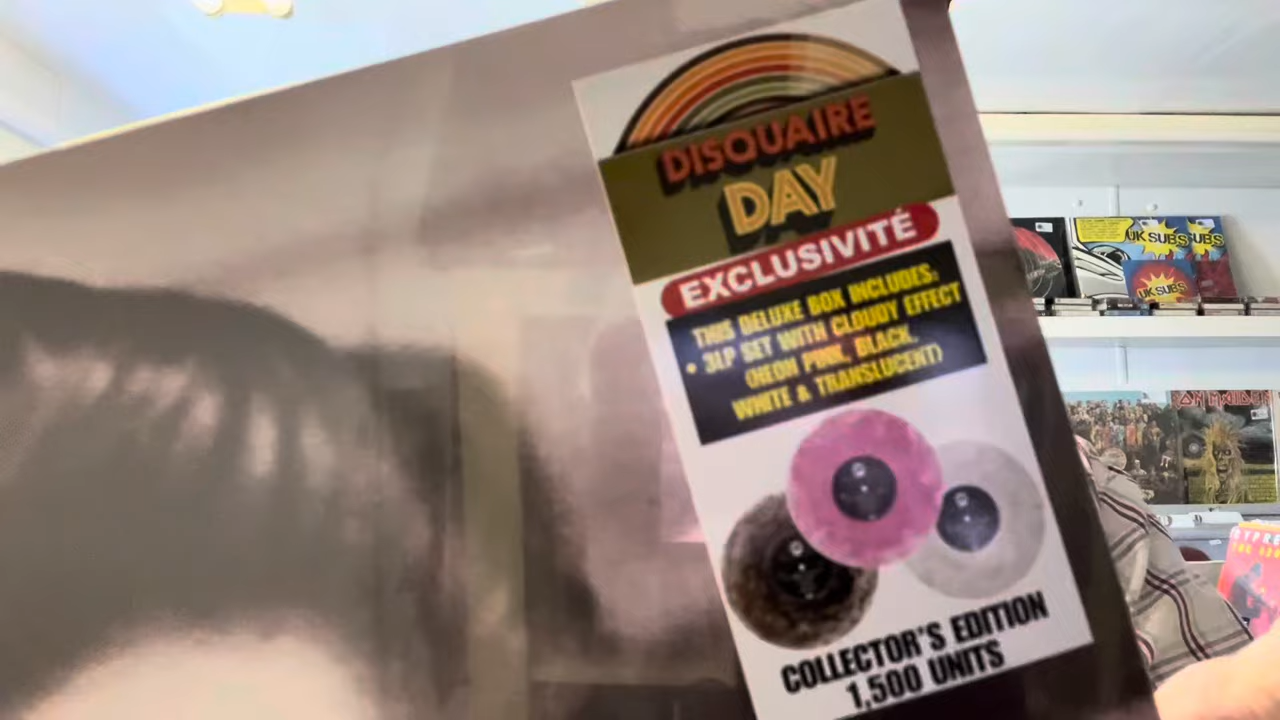 DISQUAIRE
DAY
EXCLUSIVITÉ
THIS DELUXE BOX INCLUDES:
• 3LP SET WITH CLOUDY EFFECT
(NEON PINK, BLACK,
WHITE & TRANSLUCENT)
COLLECTOR'S EDITION
1,500 UNITS
UK SUBS
SUBS
UK SUBS
IRON MAIDEN